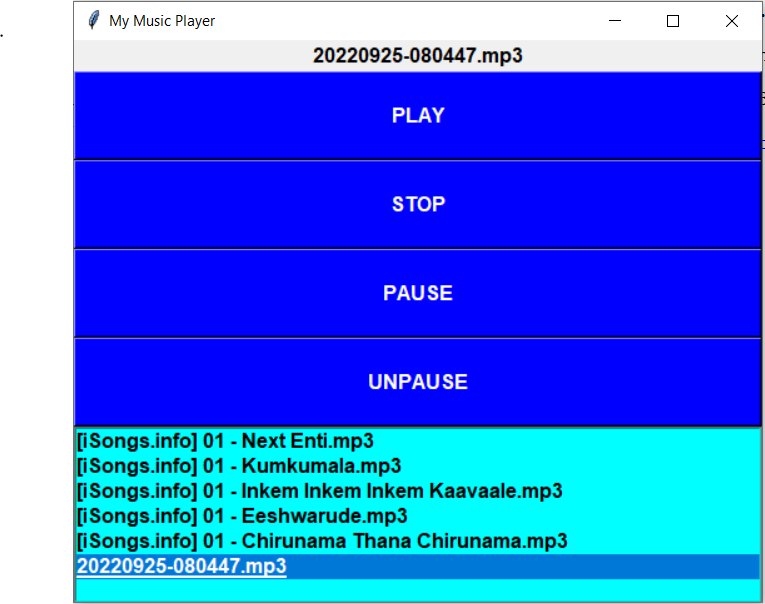 My Music Player
20220925-080447.mp3
PLAY
STOP
PAUSE
UNPAUSE
[iSongs.info] 01 - Next Enti.mp3
[iSongs.info] 01 - Kumkumala.mp3
[iSongs.info] 01 - Inkem Inkem Inkem Kaavaale.mp3
[iSongs.info] 01 - Eeshwarude.mp3
[iSongs.info] 01 - Chirunama Thana Chirunama.mp3
20220925-080447.mp3